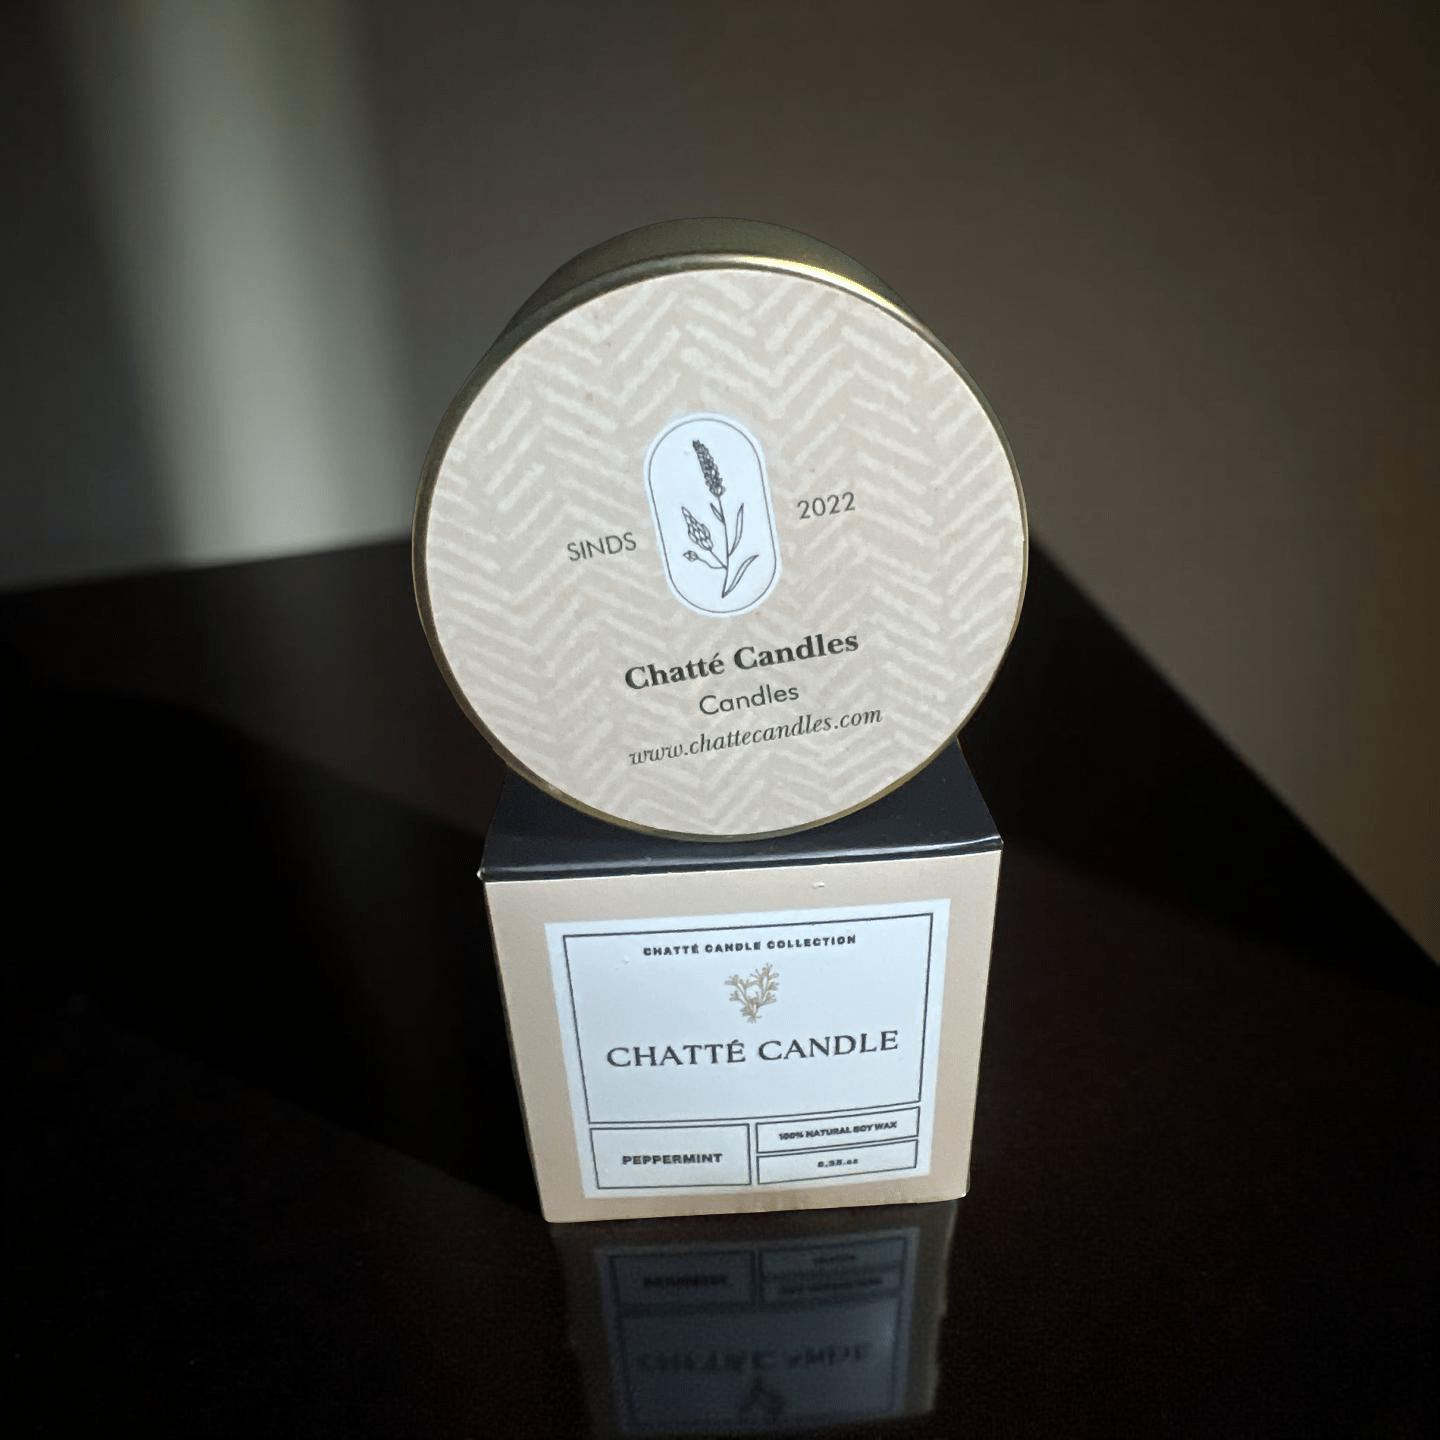 SINDS 2022
Chatté Candles
Candles
www.chattecandles.com
CHATTÉ CANDLE COLLECTION
CHATTÉ CANDLE
PEPPERMINT
100% NATURAL SOY WAX